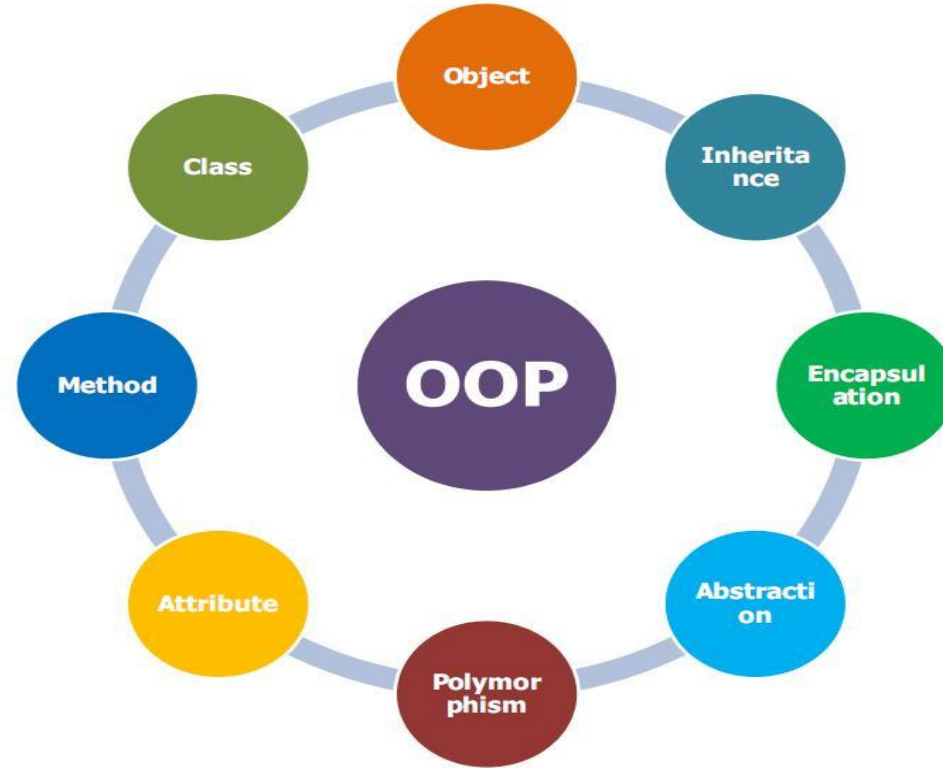 Object
Class
Inherita
nce
Method
OOP
Encapsul
ation
Attribute
Abstracti
on
Polymor
phism